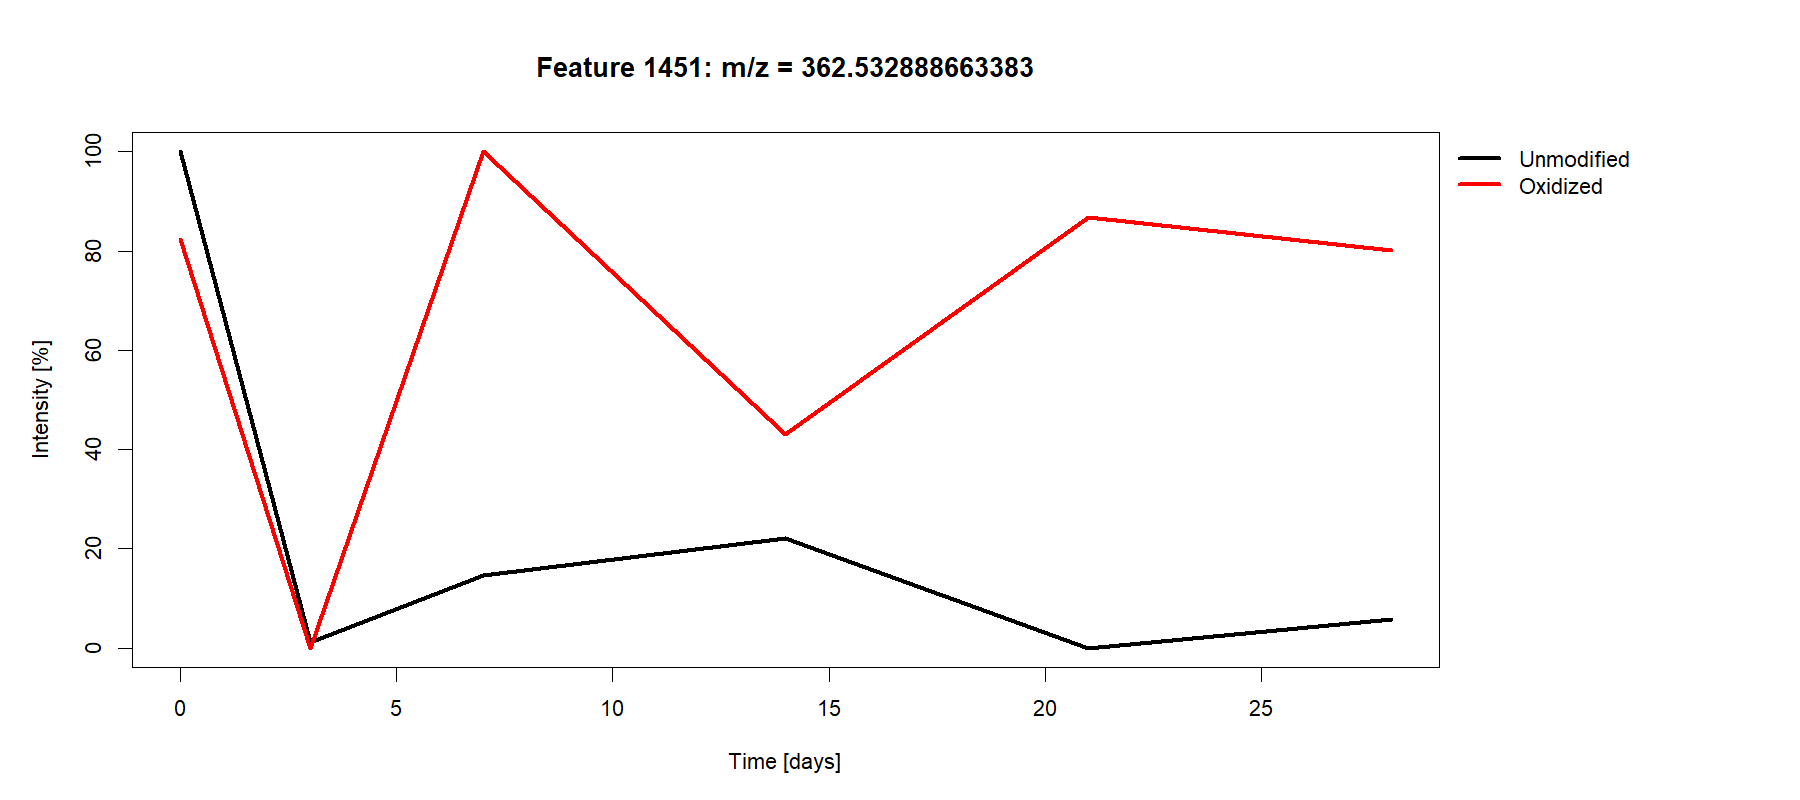 Feature 1451: m/z = 362.532888663383
Unmodified
Oxidized
Intensity [%]
100
80
60
40
20
0
0 5 10 15 20 25
Time [days]